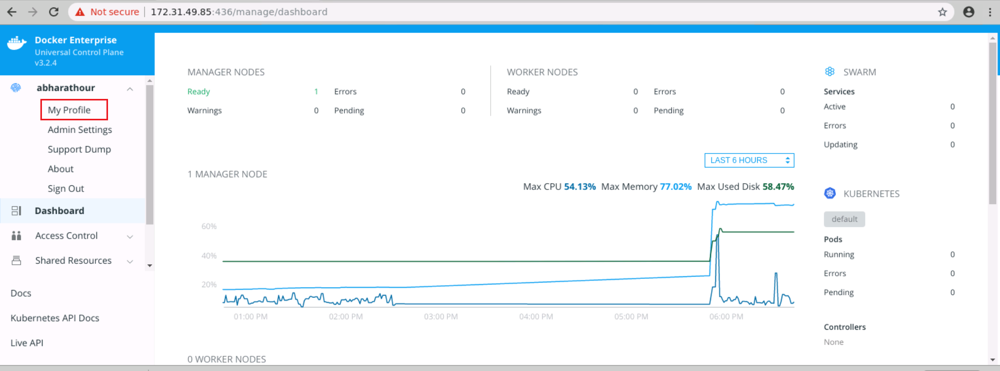 Not secure | 172.31.49.85:436/manage/dashboard
Docker Enterprise
Universal Control Plane
v3.2.4
abharathour
My Profile
Admin Settings
Support Dump
About
Sign Out
Dashboard
Access Control
Shared Resources
Docs
Kubernetes API Docs
Live API
MANAGER NODES
Ready 1 Errors 0
Warnings 0 Pending 0
WORKER NODES
Ready 0 Errors 0
Warnings 0 Pending 0
LAST 6 HOURS
1 MANAGER NODE
Max CPU 54.13% Max Memory 77.02% Max Used Disk 58.47%
60%
40%
20%
01:00 PM 02:00 PM 03:00 PM 04:00 PM 05:00 PM 06:00 PM
0 WORKER NODES
SWARM
Services
Active 0
Errors 0
Updating 0
KUBERNETES
default
Pods
Running 0
Errors 0
Pending 0
Controllers
None